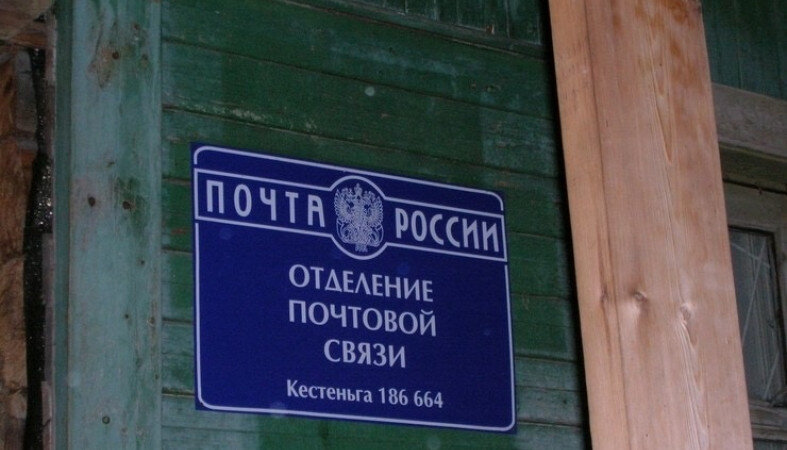 ПОЧТА РОССИИ
ОТДЕЛЕНИЕ
ПОЧТОВОЙ
СВЯЗИ
Кестеньга 186 664